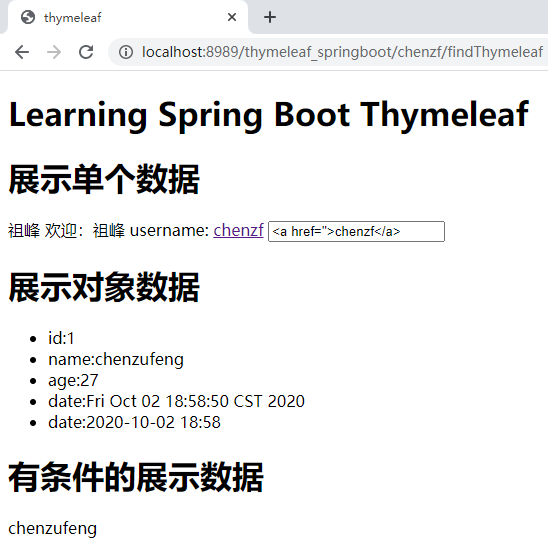 thymeleaf
localhost:8989/thymeleaf_springboot/chenzf/findThymeleaf
Learning Spring Boot Thymeleaf
展示单个数据
祖峰 欢迎：祖峰 username: chenzf <a href=''>chenzf</a>
展示对象数据
id:1
name:chenzufeng
age:27
date:Fri Oct 02 18:58:50 CST 2020
date:2020-10-02 18:58
有条件的展示数据
chenzufeng